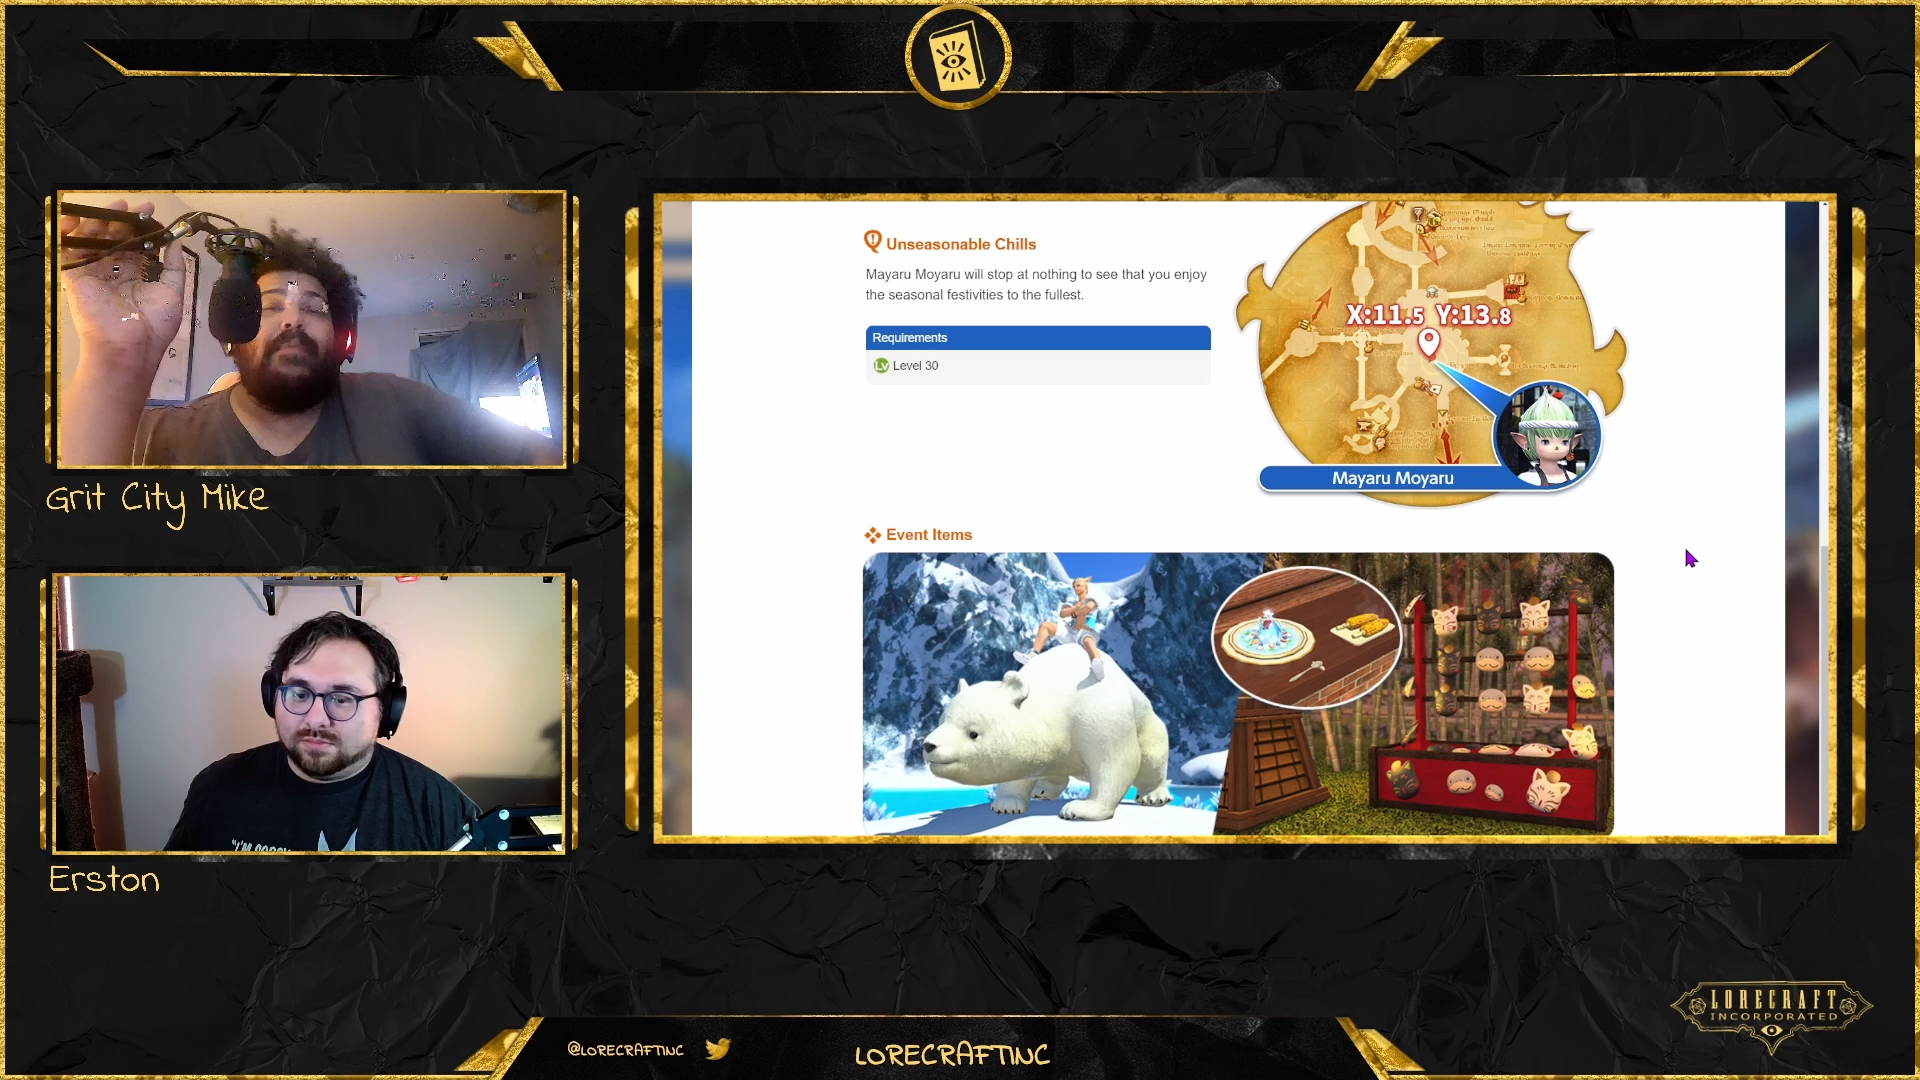 Grit City Mike
Erston
Unseasonable Chills
Mayaru Moyaru will stop at nothing to see that you enjoy
the seasonal festivities to the fullest.
Requirements
Lv Level 30
X:11.5 Y:13.8
Mayaru Moyaru
Event Items
@LORECRAFTINC
LORECRAFTINC
LORECRAFT
INCORPORATED